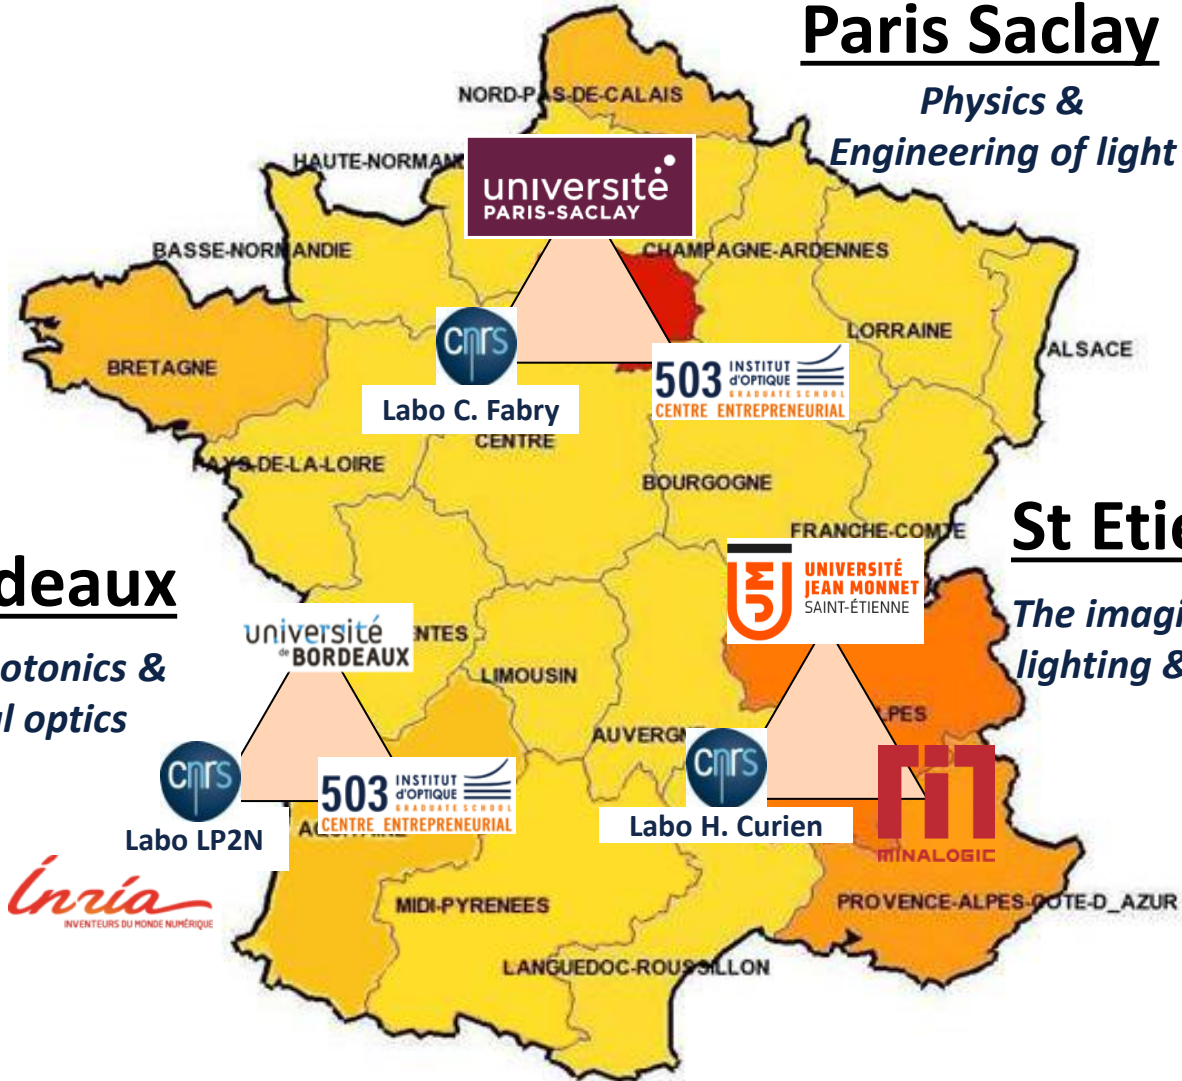 Paris Saclay
Physics &
Engineering of light
NORD-PAS-DE-CALAIS
HAUTE-NORMAN
université
PARIS-SACLAY
BASSE-NORMANDIE
CHAMPAGNE-ARDENNES
LORRAINE
ALSACE
BRETAGNE
cnrs
Labo C. Fabry
503 INSTITUT
d'OPTIQUE
GRADUATE SCHOOL
CENTRE ENTREPRENEURIAL
CENTRE
PAYS-DE-LA-LOIRE
BOURGOGNE
FRANCHE-COMTE
St Etie
The imagi
lighting &
UJM
UNIVERSITÉ
JEAN MONNET
SAINT-ÉTIENNE
deaux
otonics &
l optics
université
de BORDEAUX
ENTES
LIMOUSIN
AUVERGNE
LPES
cnrs
Labo LP2N
503 INSTITUT
d'OPTIQUE
GRADUATE SCHOOL
CENTRE ENTREPRENEURIAL
cnrs
Labo H. Curien
MINALOGIC
Inria
INVENTEURS DU MONDE NUMÉRIQUE
MIDI-PYRENEES
PROVENCE-ALPES-COTE-D_AZUR
LANGUEDOC-ROUSSILLON